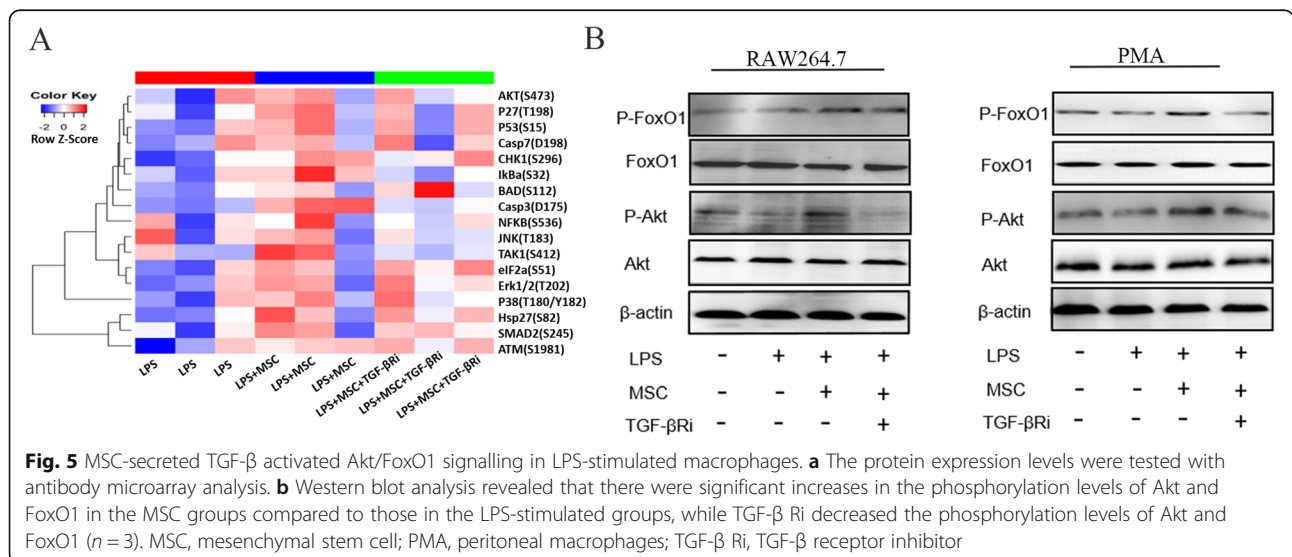 A
Color Key
-2 0 2
Row Z-Score
AKT(S473)
P27(T198)
P53(S15)
Casp7(D198)
CHK1(S296)
IkBa(S32)
BAD(S112)
Casp3(D175)
NFKB(S536)
JNK(T183)
TAK1(S412)
eIF2a(S51)
Erk1/2(T202)
P38(T180/Y182)
Hsp27(S82)
SMAD2(S245)
ATM(S1981)
LPS
LPS
LPS
LPS+MSC
LPS+MSC
LPS+MSC
LPS+MSC+TGF-βRi
LPS+MSC+TGF-βRi
LPS+MSC+TGF-βRi
B
RAW264.7
P-FoxO1
FoxO1
P-Akt
Akt
β-actin
LPS - + + +
MSC - - + +
TGF-βRi - - - +
PMA
P-FoxO1
FoxO1
P-Akt
Akt
β-actin
LPS - + + +
MSC - - + +
TGF-βRi - - - +
Fig. 5 MSC-secreted TGF-β activated Akt/FoxO1 signalling in LPS-stimulated macrophages. a The protein expression levels were tested with
antibody microarray analysis. b Western blot analysis revealed that there were significant increases in the phosphorylation levels of Akt and
FoxO1 in the MSC groups compared to those in the LPS-stimulated groups, while TGF-β Ri decreased the phosphorylation levels of Akt and
FoxO1 (n = 3). MSC, mesenchymal stem cell; PMA, peritoneal macrophages; TGF-β Ri, TGF-β receptor inhibitor